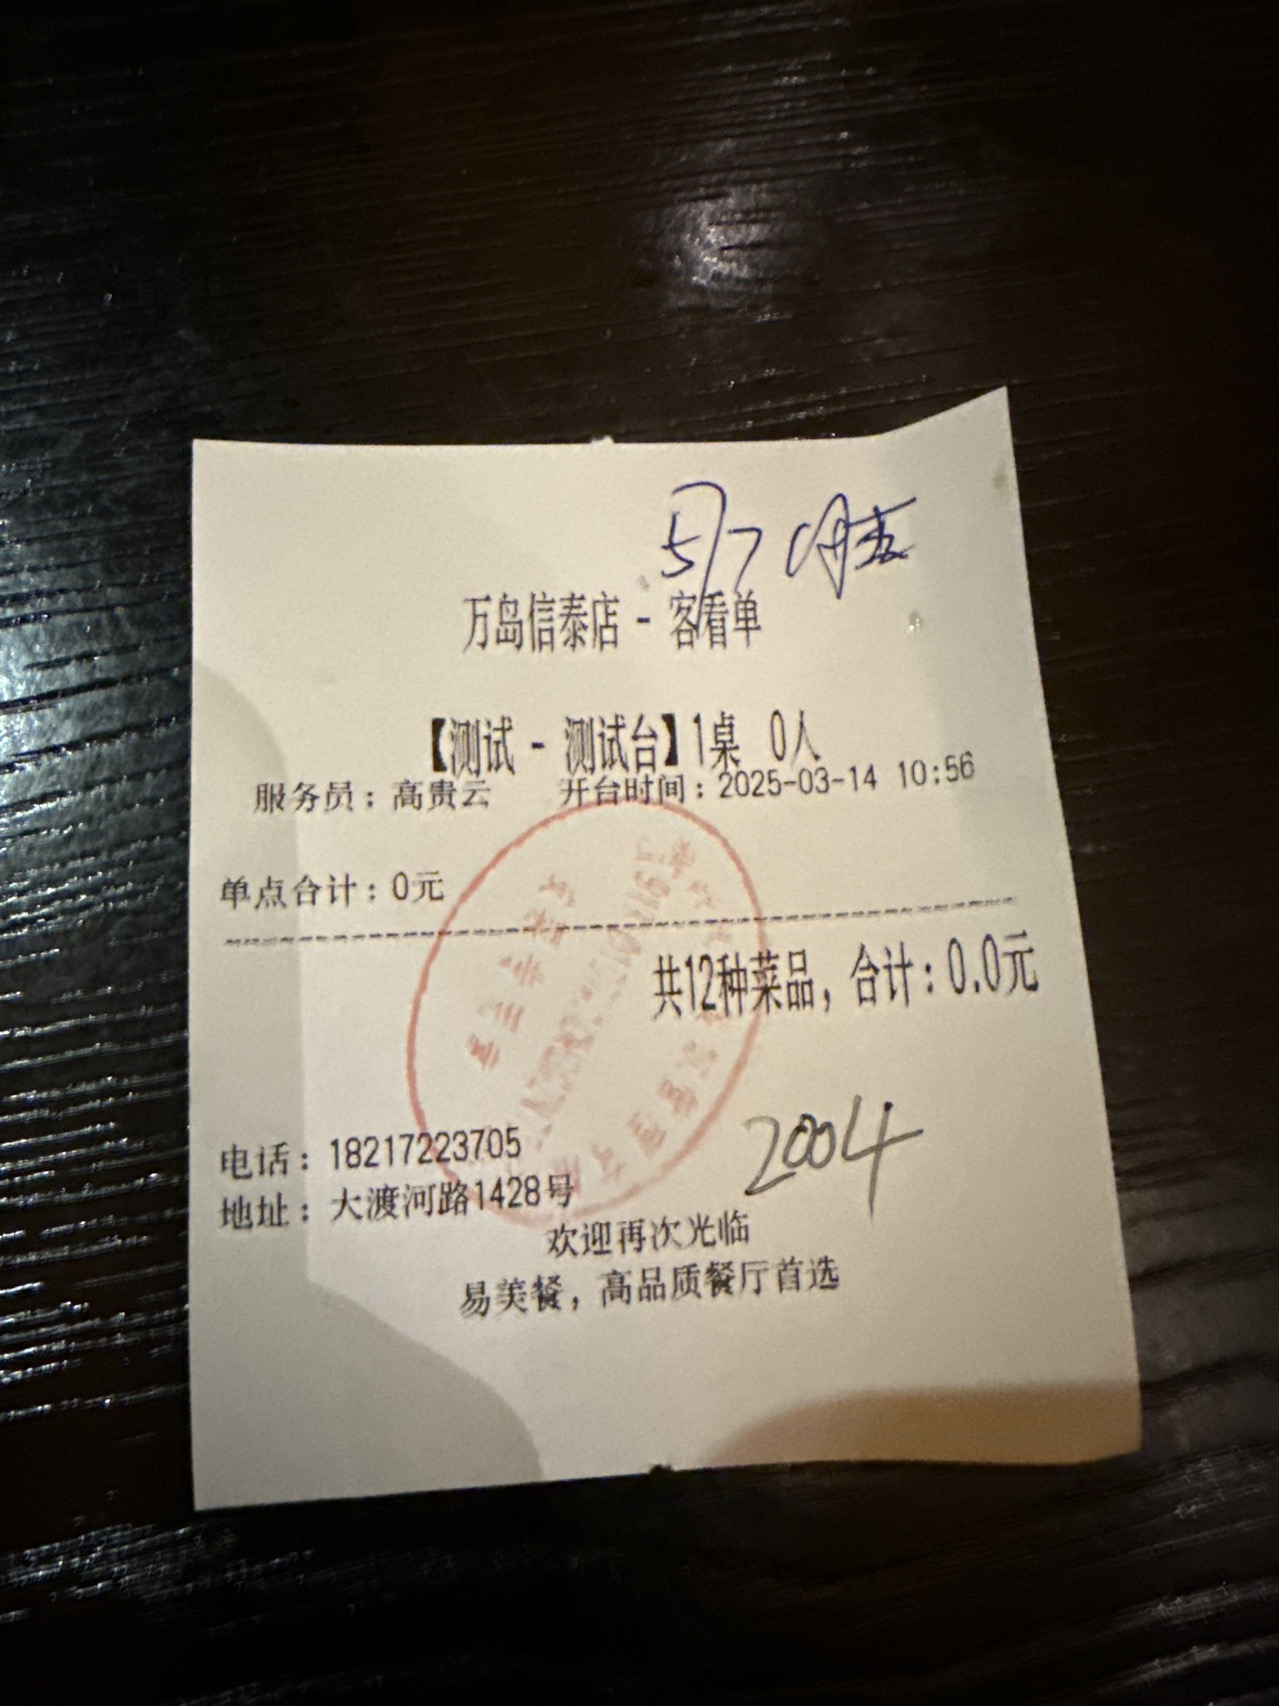 5/7
万岛信泰店 - 客看单
【测试 - 测试台】1桌 0人
服务员：高贵云 开台时间：2025-03-14 10:56
单点合计：0元
共12种菜品，合计：0.0元
2004
电话：18217223705
地址：大渡河路1428号
欢迎再次光临
易美餐，高品质餐厅首选